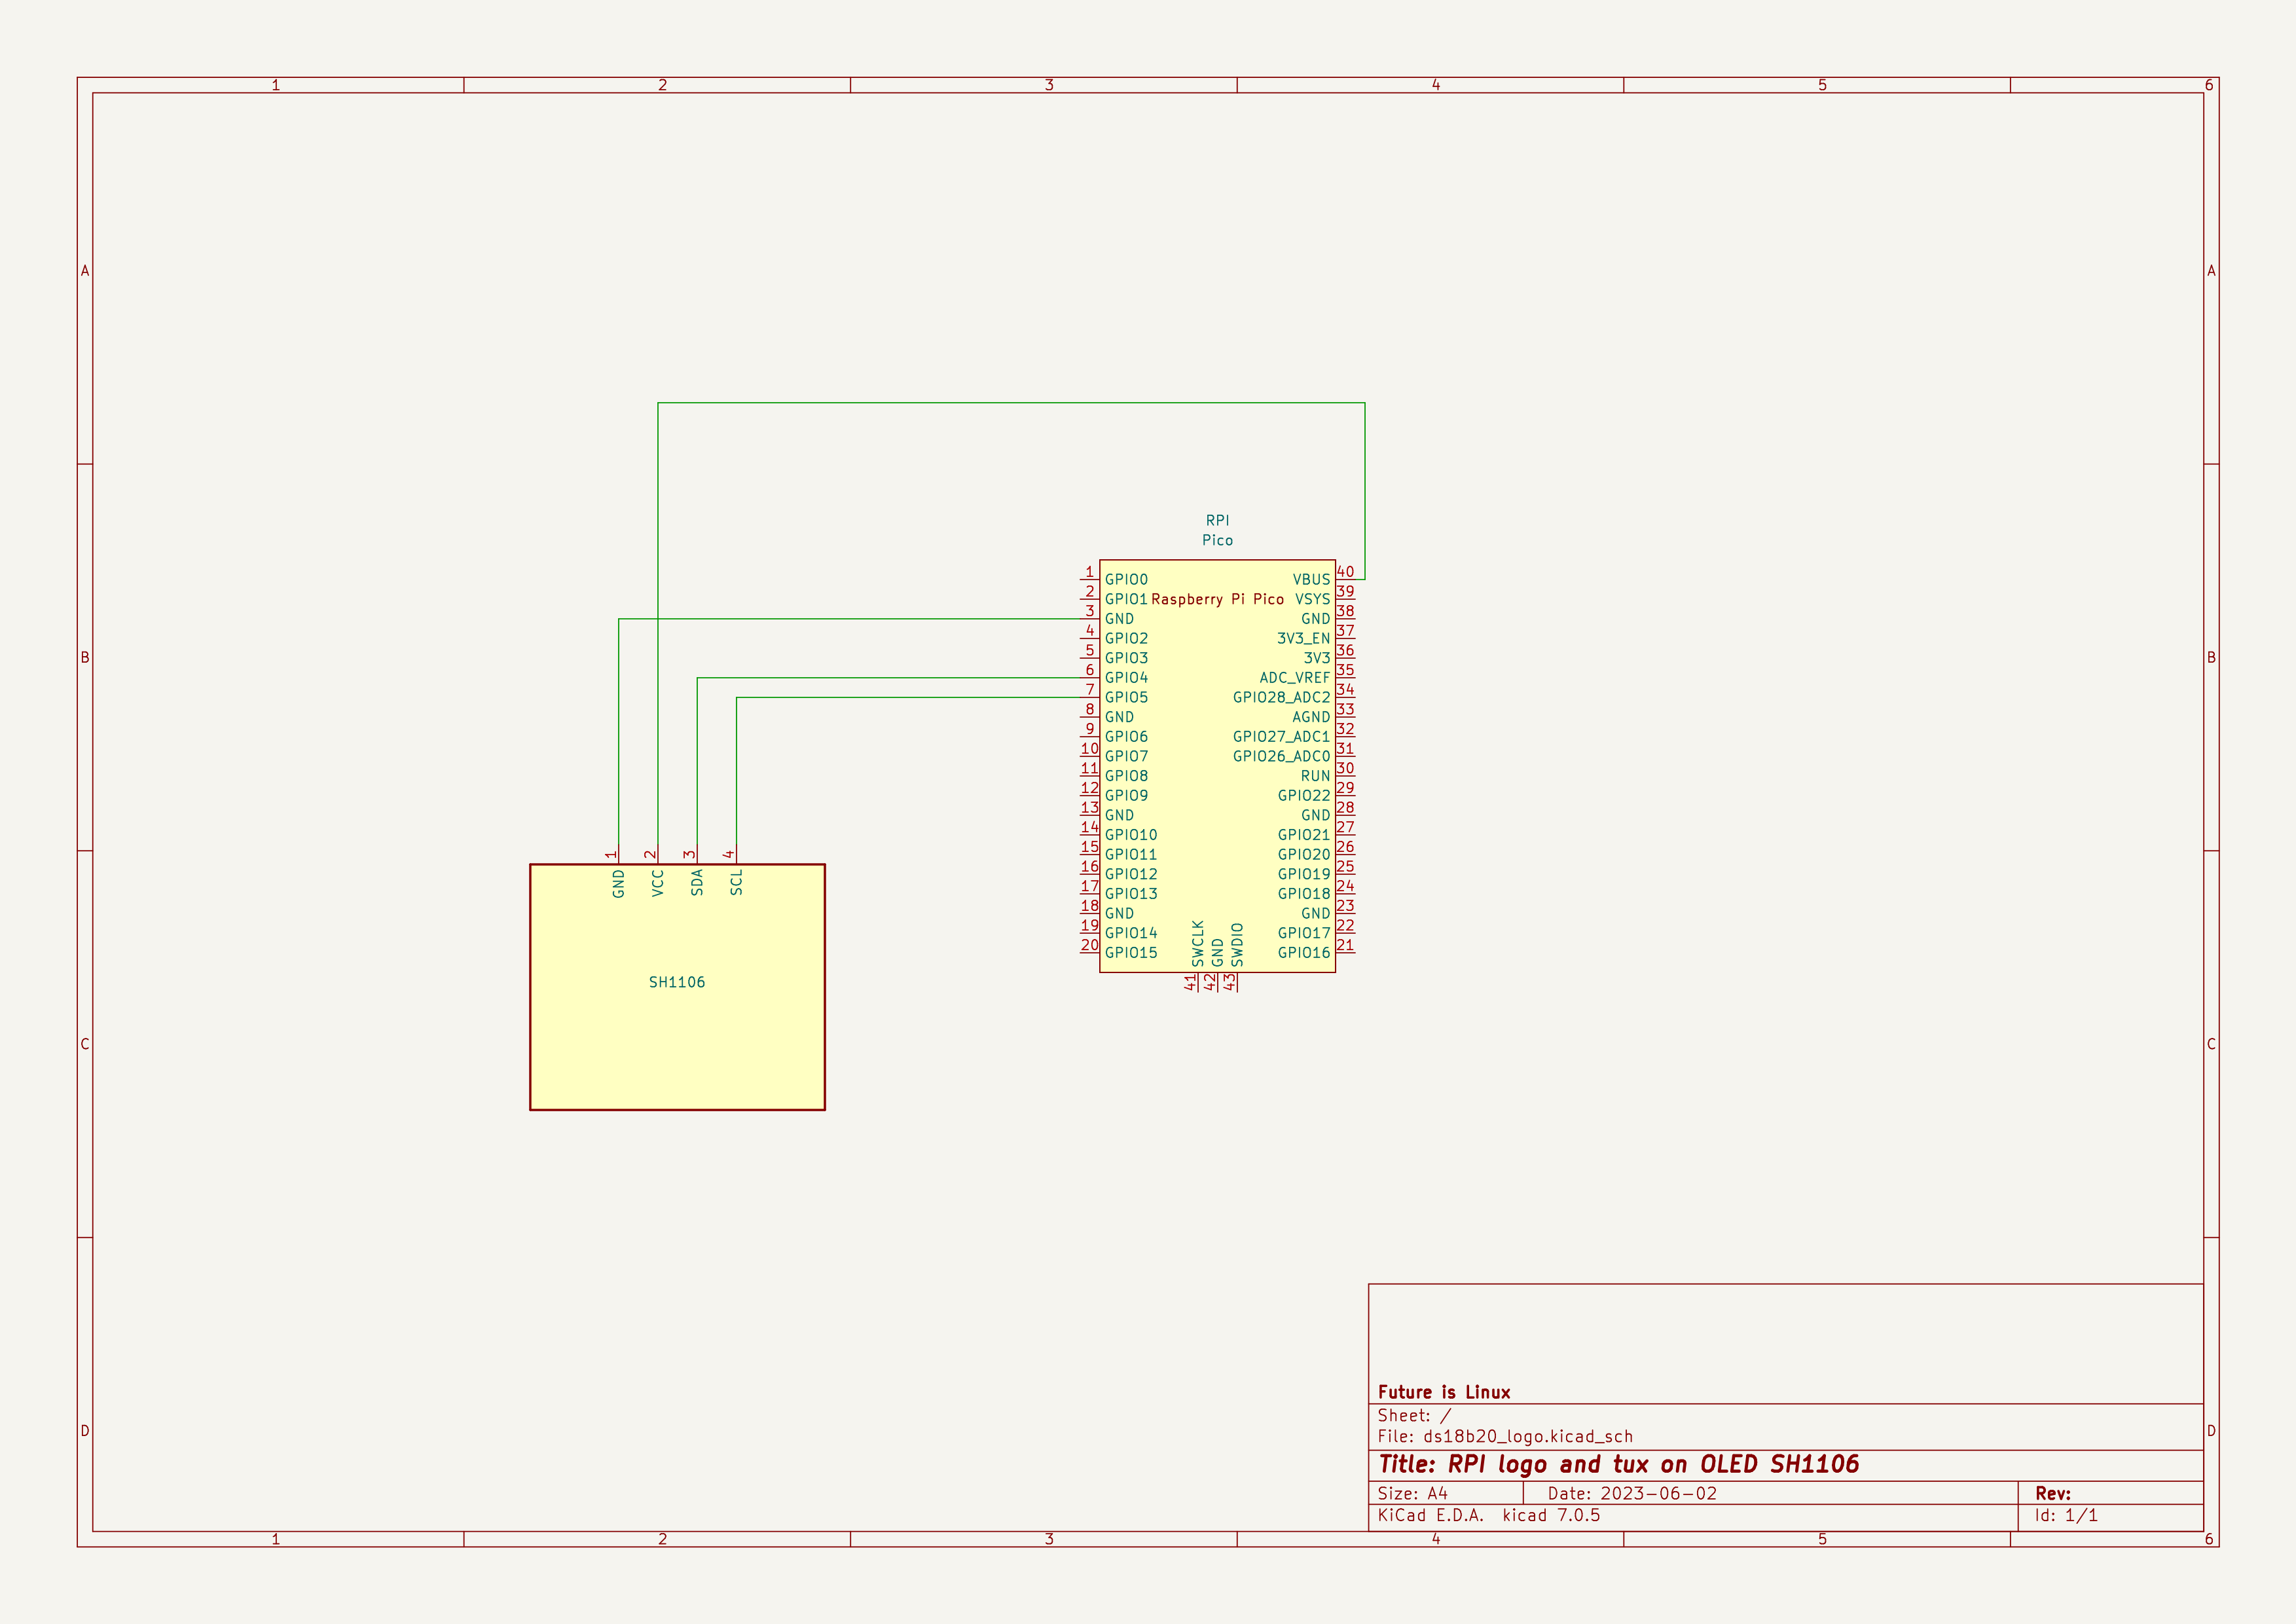 1 2 3 4 5 6
A A
RPI
Pico
1 GPIO0 VBUS 40
2 GPIO1 Raspberry Pi Pico VSYS 39
3 GND GND 38
4 GPIO2 3V3_EN 37
B B
5 GPIO3 3V3 36
6 GPIO4 ADC_VREF 35
7 GPIO5 GPIO28_ADC2 34
8 GND AGND 33
9 GPIO6 GPIO27_ADC1 32
10 GPIO7 GPIO26_ADC0 31
11 GPIO8 RUN 30
12 GPIO9 GPIO22 29
13 GND GND 28
14 GPIO10 GPIO21 27
15 GPIO11 GPIO20 26
16 GPIO12 GPIO19 25
17 GPIO13 GPIO18 24
18 GND GND 23
19 GPIO14 GPIO17 22
20 GPIO15 GPIO16 21
SWCLK GND SWDIO
41 42 43
1 2 3 4
GND VCC SDA SCL
SH1106
C C
Future is Linux
Sheet: /
File: ds18b20_logo.kicad_sch
D D
Title: RPI logo and tux on OLED SH1106
Size: A4 Date: 2023-06-02 Rev:
KiCad E.D.A. kicad 7.0.5 Id: 1/1
1 2 3 4 5 6